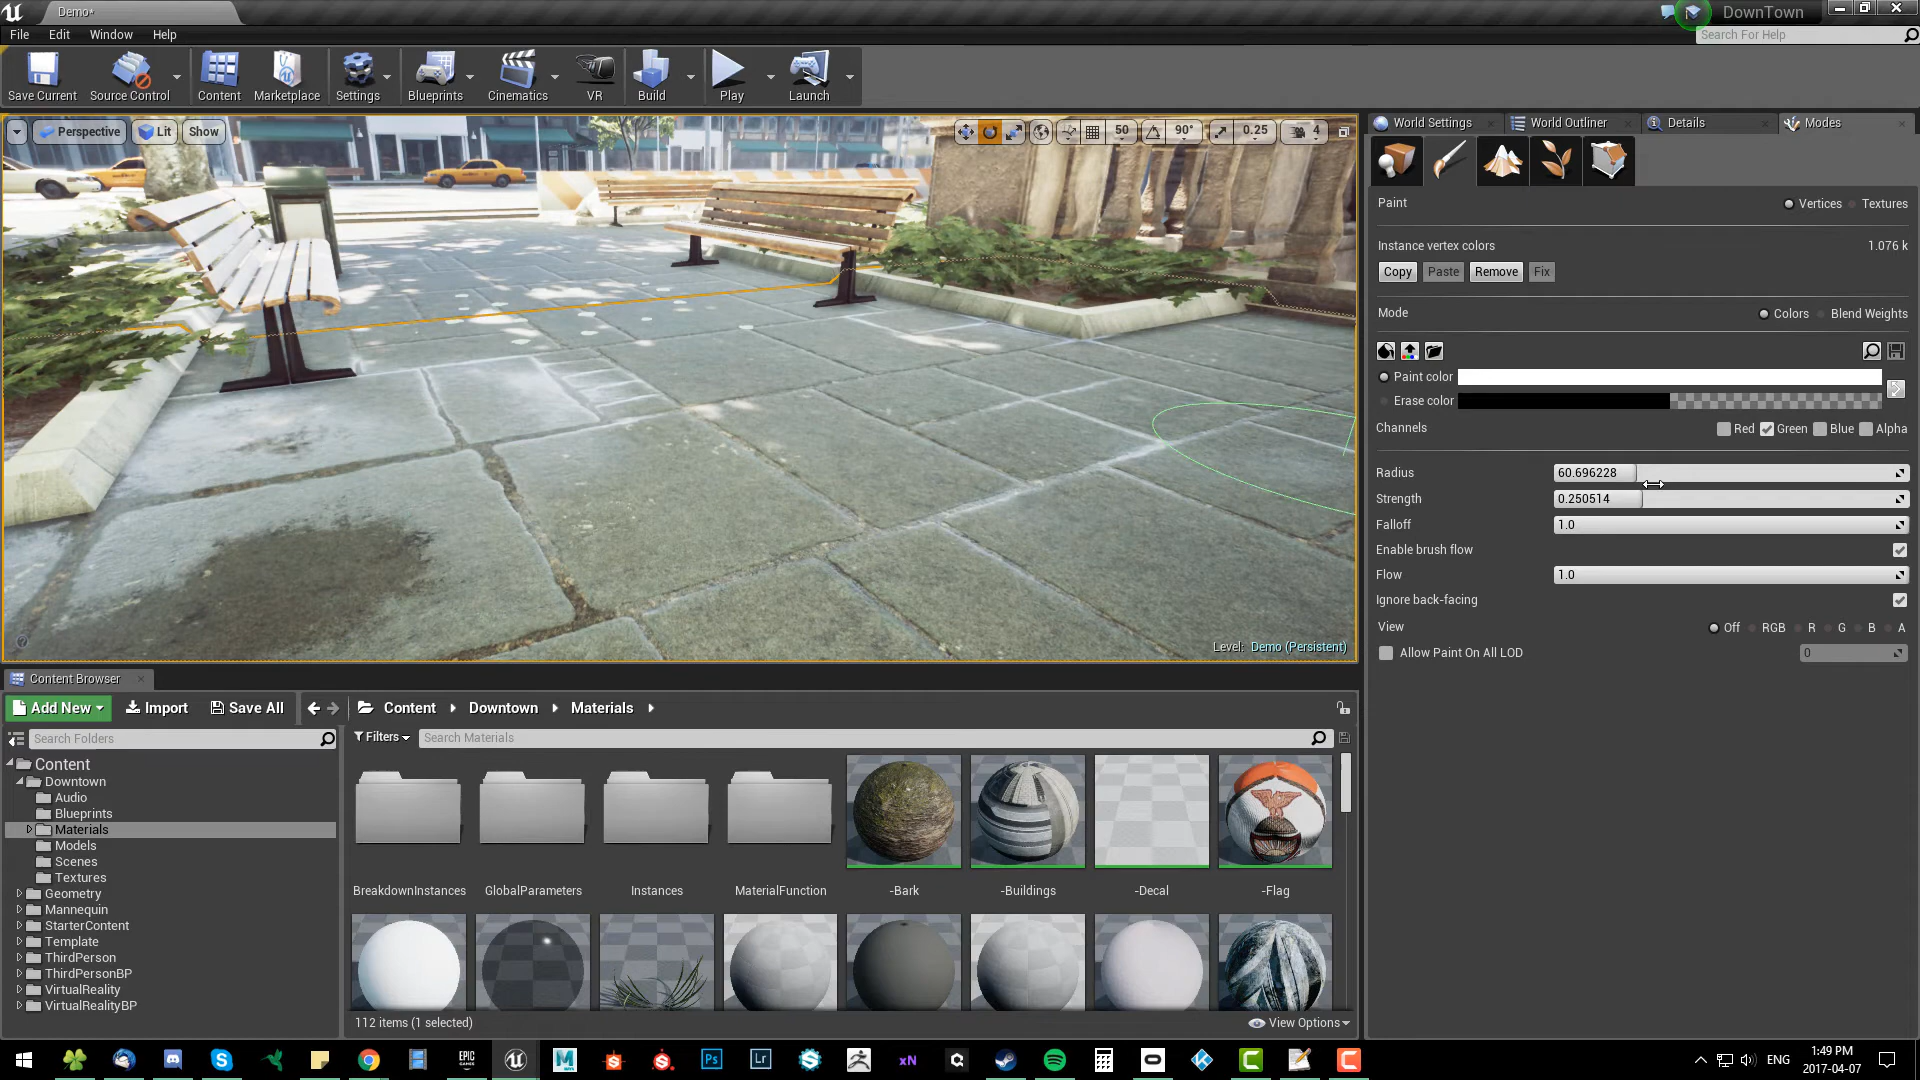 Demo*
DownTown
File Edit Window Help
Search For Help
Save Current Source Control Content Marketplace Settings Blueprints Cinematics VR Build Play Launch
Perspective Lit Show
50 90° 0.25 4
World Settings World Outliner Details Modes
Paint Vertices Textures
Instance vertex colors 1.076 k
Copy Paste Remove Fix
Mode Colors Blend Weights
Paint color
Erase color
Channels Red Green Blue Alpha
Radius 60.696228
Strength 0.250514
Falloff 1.0
Enable brush flow
Flow 1.0
Ignore back-facing
View Off RGB R G B A
Allow Paint On All LOD 0
Level: Demo (Persistent)
Content Browser
Add New Import Save All Content Downtown Materials
Search Folders
Filters Search Materials
Content
Downtown
Audio
Blueprints
Materials
Models
Scenes
Textures
Geometry
Mannequin
StarterContent
Template
ThirdPerson
ThirdPersonBP
VirtualReality
VirtualRealityBP
BreakdownInstances GlobalParameters Instances MaterialFunction -Bark -Buildings -Decal -Flag
112 items (1 selected) View Options
EPIC GAMES M Ps Lr xN ENG
1:49 PM
2017-04-07